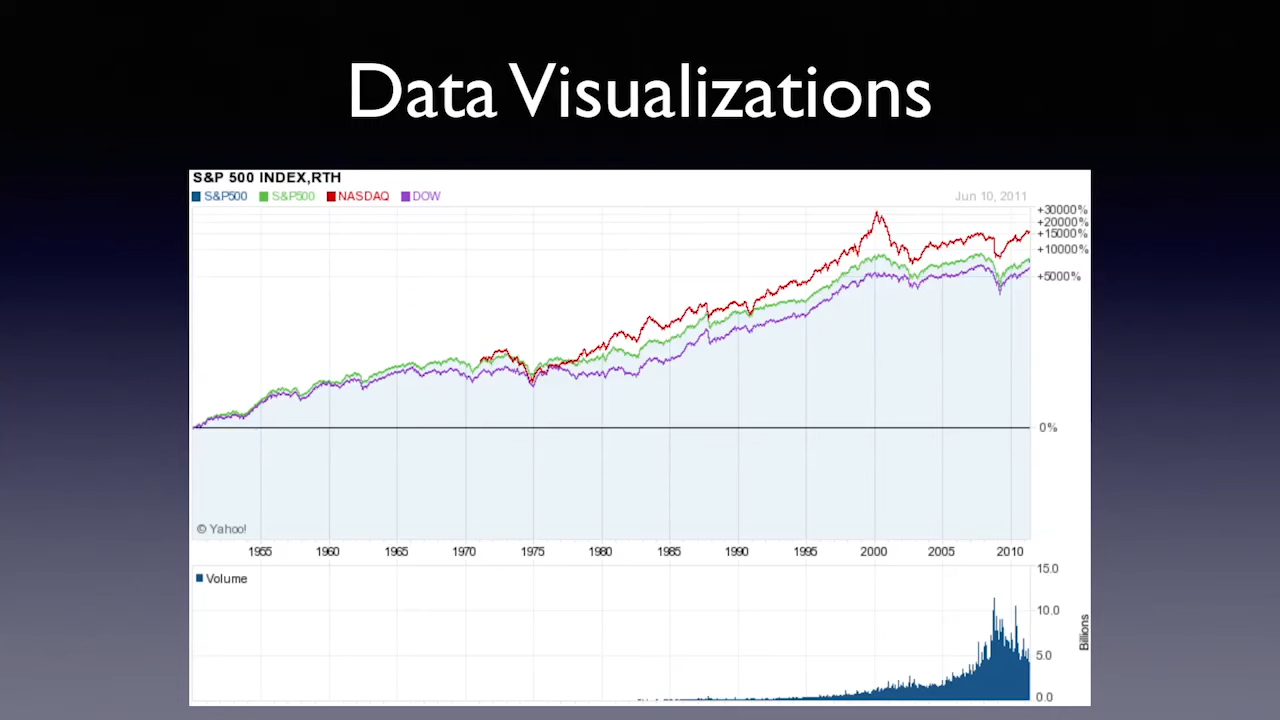 Data Visualizations
S&P 500 INDEX,RTH
S&P500 S&P500 NASDAQ DOW Jun 10, 2011
+30000%
+20000%
+15000%
+10000%
+5000%
0%
© Yahoo!
1955 1960 1965 1970 1975 1980 1985 1990 1995 2000 2005 2010
Volume
15.0
10.0
5.0
0.0
Billions